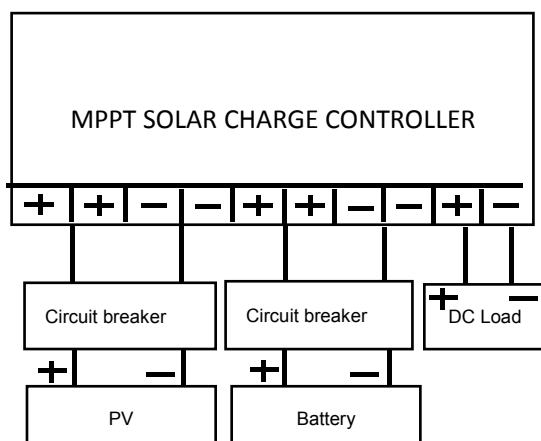 MPPT SOLAR CHARGE CONTROLLER
+ + − − + + − − + −
Circuit breaker Circuit breaker + −
DC Load
+ − + −
PV Battery